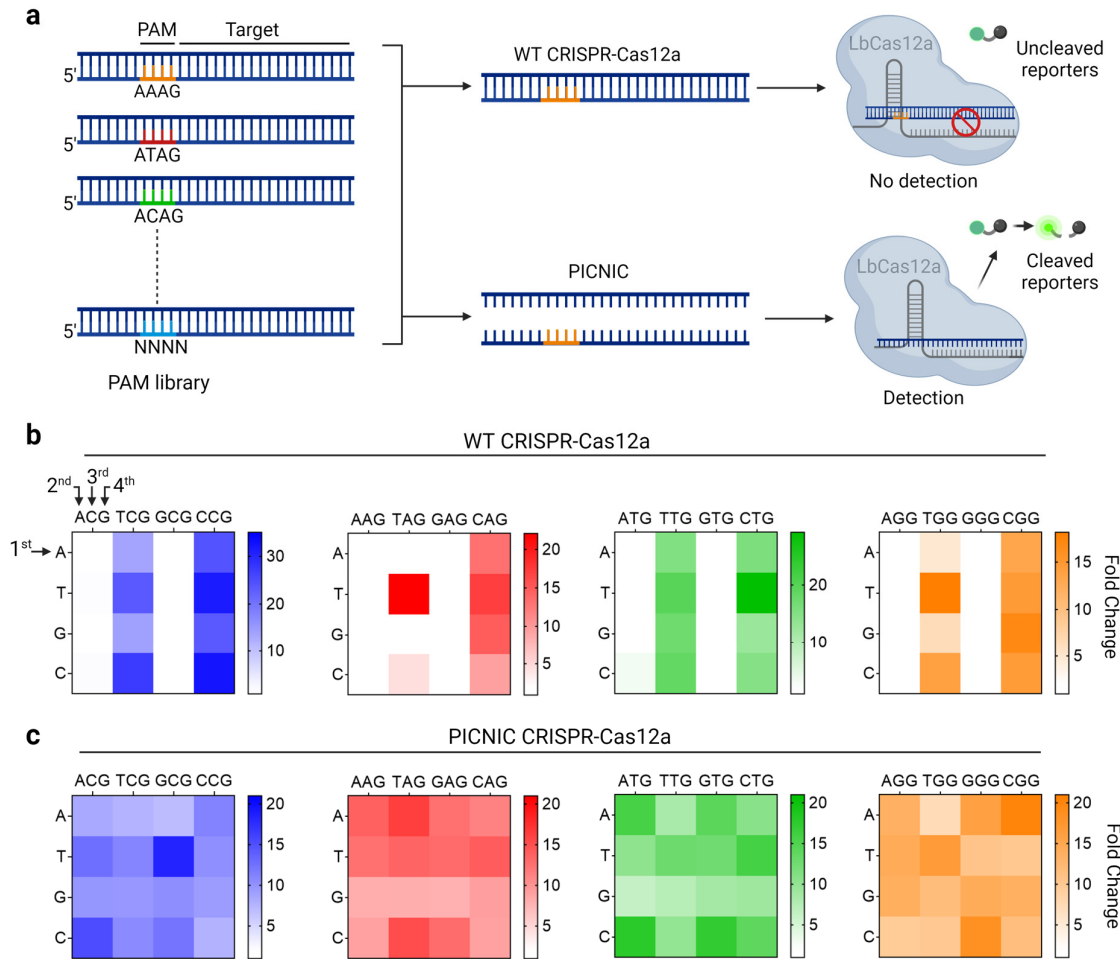 a
PAM Target
5'
AAAG
5'
ATAG
5'
ACAG
5'
NNNN
PAM library
WT CRISPR-Cas12a
LbCas12a
Uncleaved
reporters
No detection
PICNIC
LbCas12a
Cleaved
reporters
Detection
b
WT CRISPR-Cas12a
2nd 3rd 4th
1st
ACG TCG GCG CCG
A
T
G
C
30
20
10
AAG TAG GAG CAG
A
T
G
C
20
15
10
5
ATG TTG GTG CTG
A
T
G
C
20
10
AGG TGG GGG CGG
A
T
G
C
15
10
5
Fold Change
c
PICNIC CRISPR-Cas12a
ACG TCG GCG CCG
A
T
G
C
20
15
10
5
AAG TAG GAG CAG
A
T
G
C
20
15
10
5
ATG TTG GTG CTG
A
T
G
C
20
15
10
5
AGG TGG GGG CGG
A
T
G
C
20
15
10
5
Fold Change